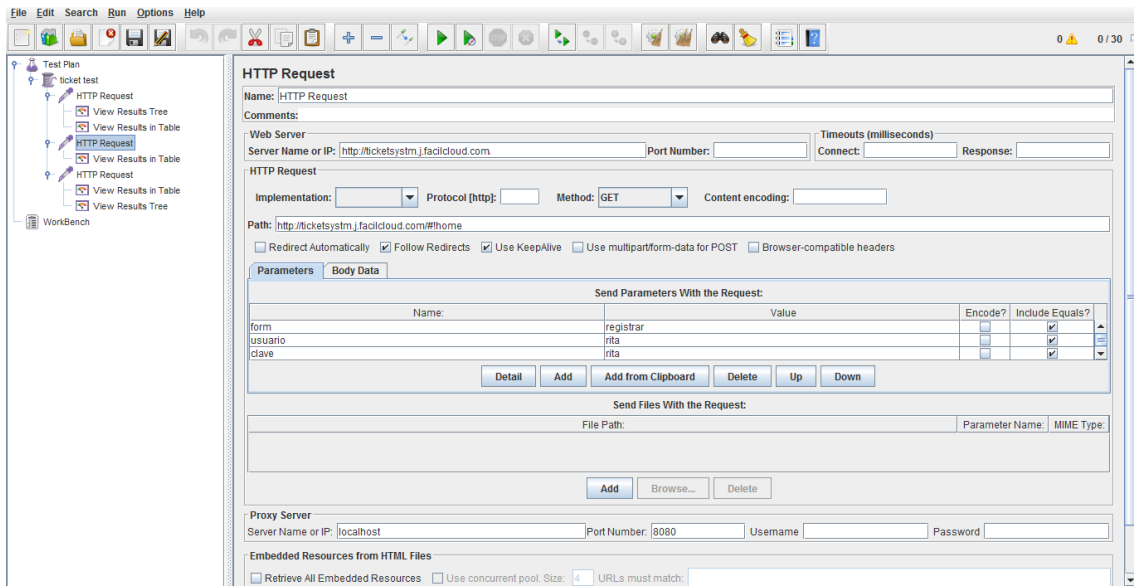 File Edit Search Run Options Help
0 0 / 30
Test Plan
ticket test
HTTP Request
View Results Tree
View Results in Table
HTTP Request
View Results in Table
HTTP Request
View Results in Table
View Results Tree
WorkBench
HTTP Request
Name: HTTP Request
Comments:
Web Server
Server Name or IP: http://ticketsystm.j.facilcloud.com Port Number:
Timeouts (milliseconds)
Connect: Response:
HTTP Request
Implementation: Protocol [http]: Method: GET Content encoding:
Path: http://ticketsystm.j.facilcloud.com/#!home
Redirect Automatically Follow Redirects Use KeepAlive Use multipart/form-data for POST Browser-compatible headers
Parameters Body Data
Send Parameters With the Request:
Name: Value Encode? Include Equals?
form registrar
usuario rita
clave rita
Detail Add Add from Clipboard Delete Up Down
Send Files With the Request:
File Path: Parameter Name: MIME Type:
Add Browse... Delete
Proxy Server
Server Name or IP: localhost Port Number: 8080 Username Password
Embedded Resources from HTML Files
Retrieve All Embedded Resources Use concurrent pool. Size: 4 URLs must match: